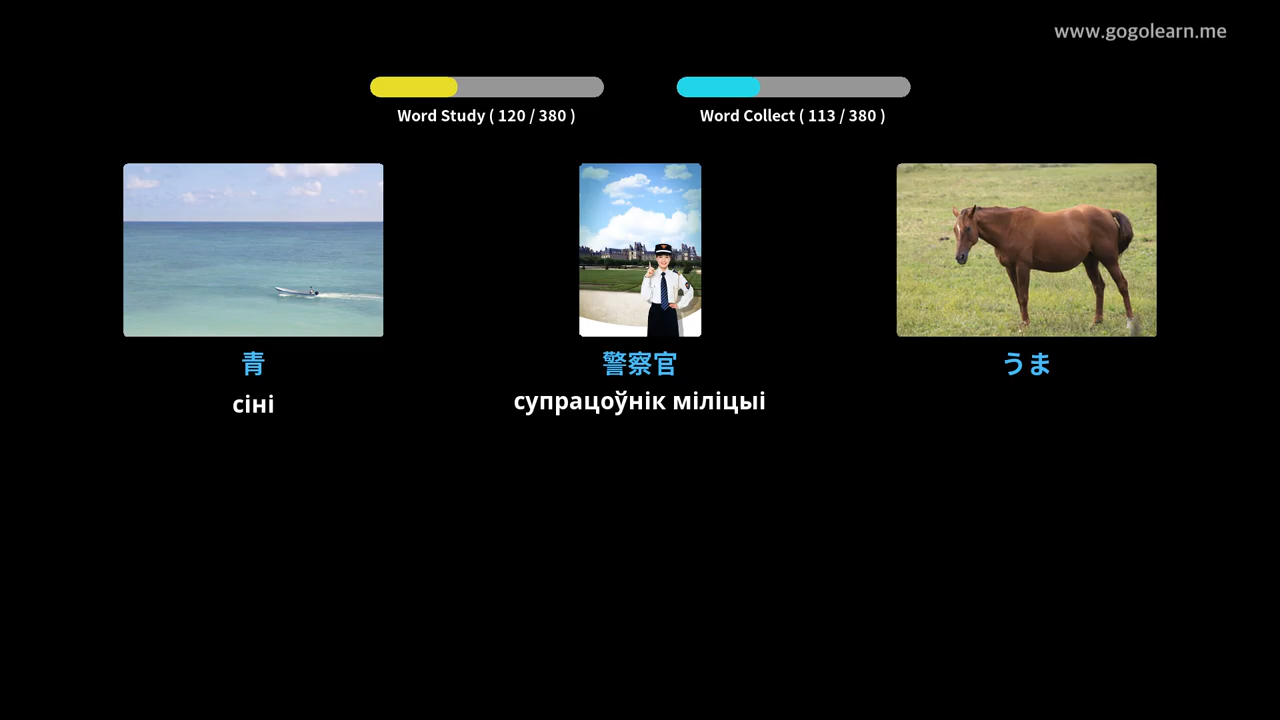 www.gogolearn.me
Word Study ( 120 / 380 )
Word Collect ( 113 / 380 )
青
警察官
うま
сіні
супрацоўнік міліцыі